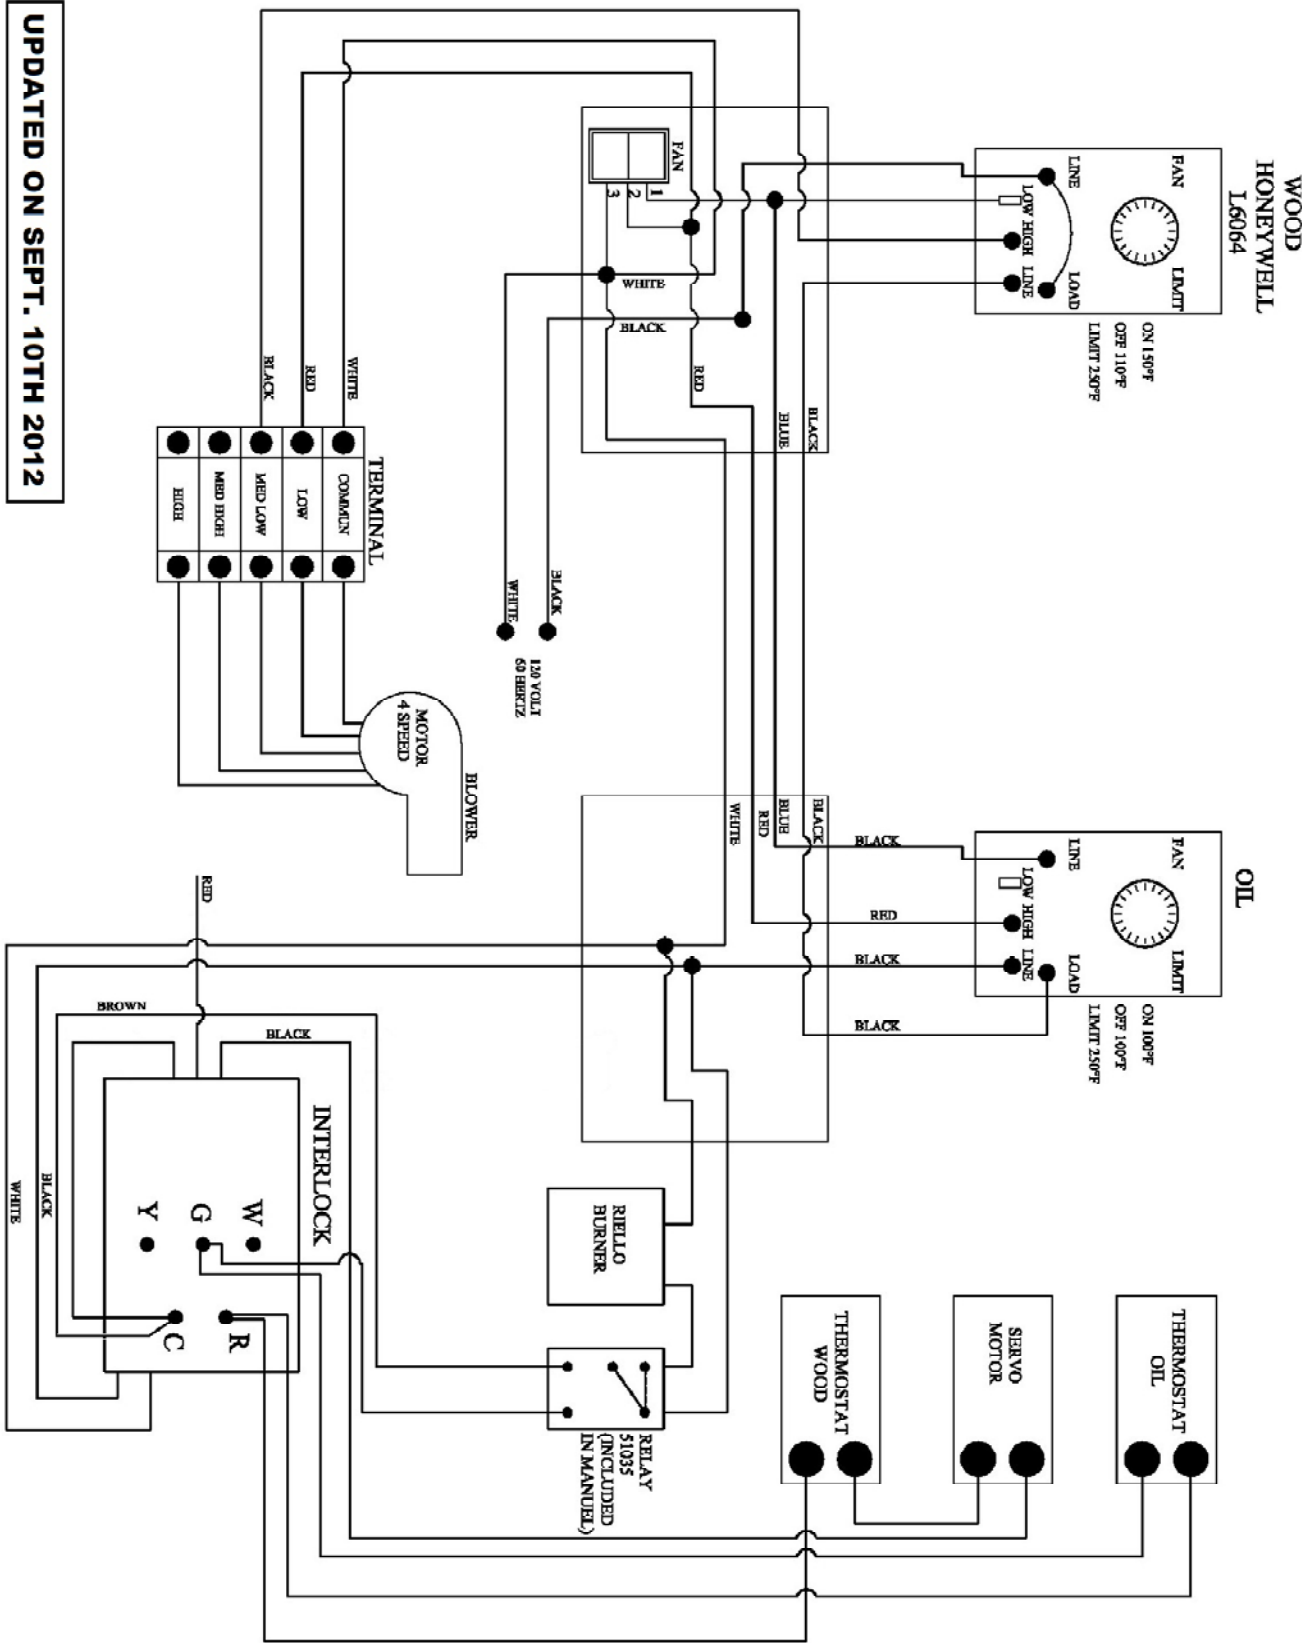 UPDATED ON SEPT. 10TH 2012
WOOD
HONEYWELL
L6064
FAN
LIMIT
LINE
LOW
HIGH
LINE
LOAD
ON 150°F
OFF 110°F
LIMIT 250°F
FAN
1
2
3
WHITE
BLACK
RED
BLUE
BLACK
BLACK
RED
WHITE
TERMINAL
COMMUN
LOW
MED LOW
MED HIGH
HIGH
BLACK
WHITE
120 VOLT
60 HERTZ
MOTOR
4 SPEED
BLOWER
OIL
FAN
LIMIT
LINE
LOW
HIGH
LINE
LOAD
ON 100°F
OFF 100°F
LIMIT 250°F
WHITE
RED
BLUE
BLACK
BLACK
RED
BLACK
BLACK
RED
BROWN
BLACK
BLACK
WHITE
INTERLOCK
W
G
Y
R
C
RIELLO
BURNER
RELAY
51035
(INCLUDED
IN MANUEL)
THERMOSTAT
WOOD
SERVO
MOTOR
THERMOSTAT
OIL